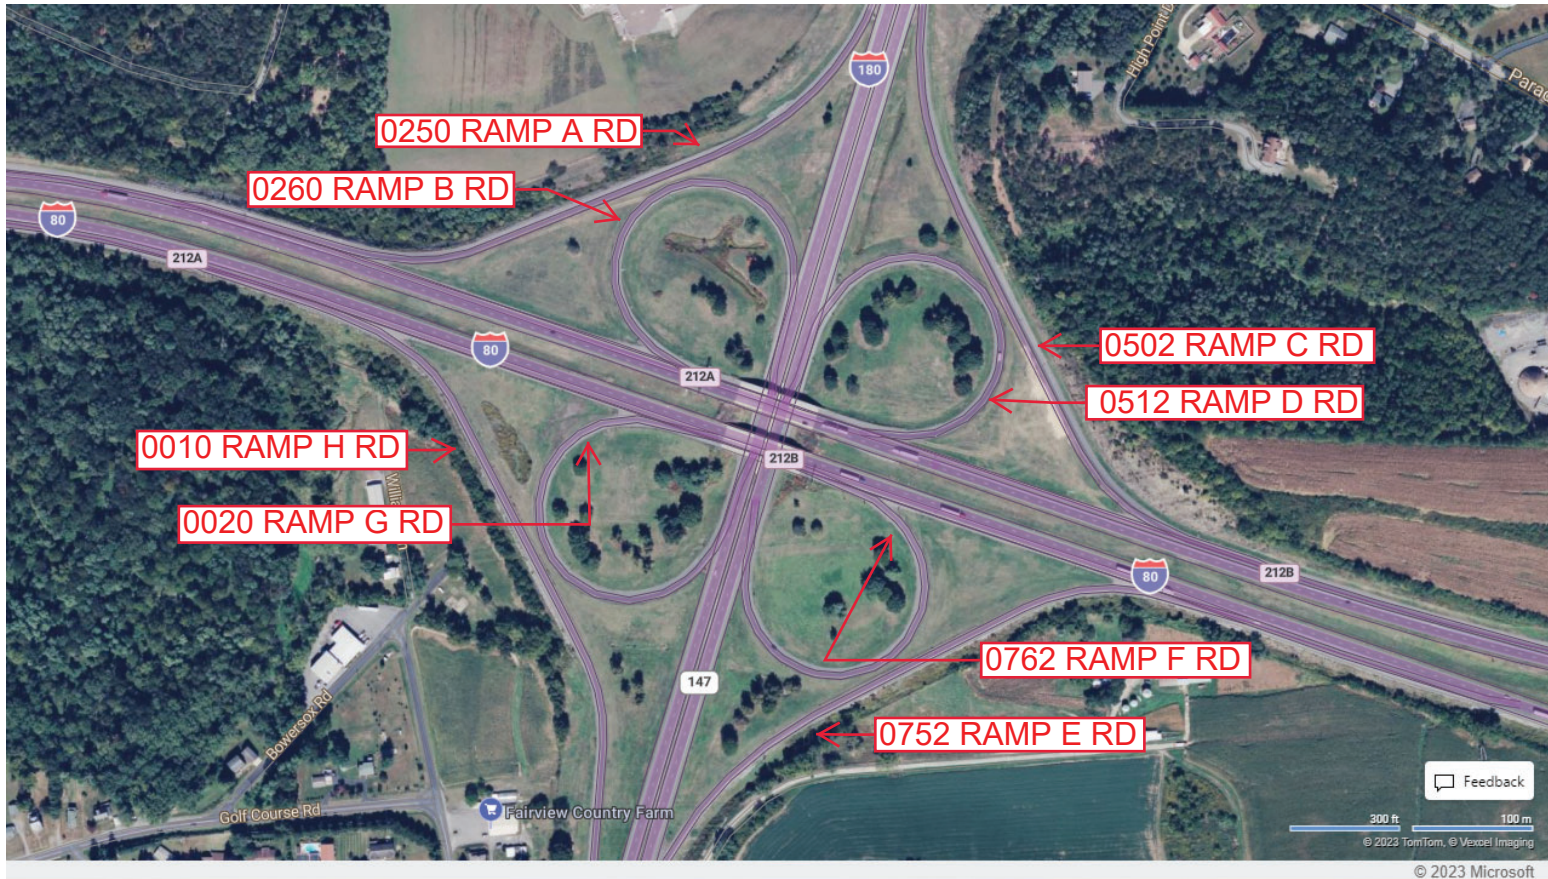 High Point
Parad
180
0250 RAMP A RD
0260 RAMP B RD
80
212A
80
0502 RAMP C RD
212A
0512 RAMP D RD
0010 RAMP H RD
212B
0020 RAMP G RD
80
212B
0762 RAMP F RD
147
Bowersox Rd
0752 RAMP E RD
Feedback
Golf Course Rd
Fairview Country Farm
300 ft
100 m
© 2023 TomTom, © Vexcel Imaging
© 2023 Microsoft